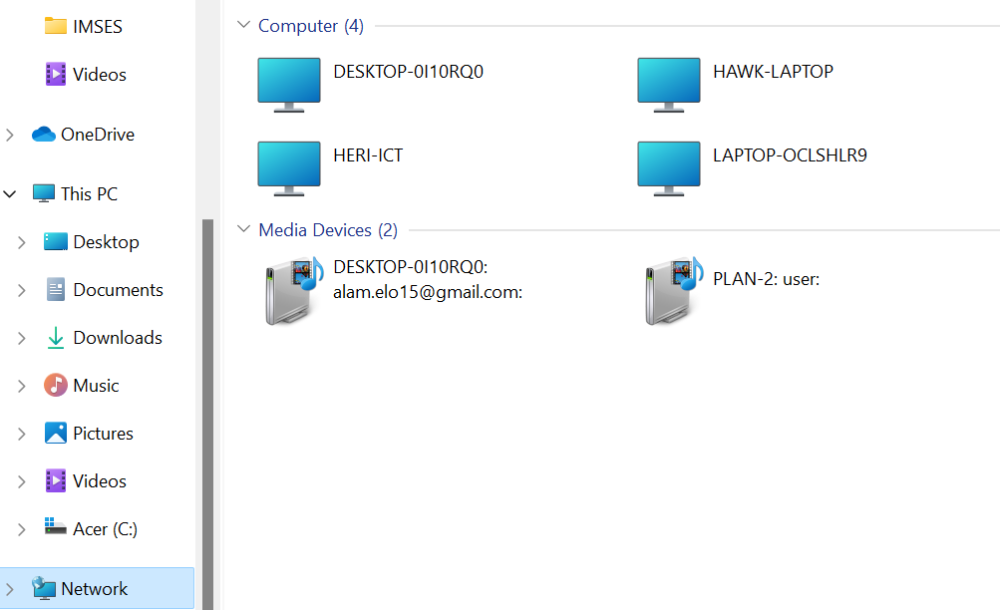 IMSES
Videos
OneDrive
This PC
Desktop
Documents
Downloads
Music
Pictures
Videos
Acer (C:)
Network
Computer (4)
DESKTOP-0I10RQ0
HAWK-LAPTOP
HERI-ICT
LAPTOP-OCLSHLR9
Media Devices (2)
DESKTOP-0I10RQ0:
alam.elo15@gmail.com:
PLAN-2: user: